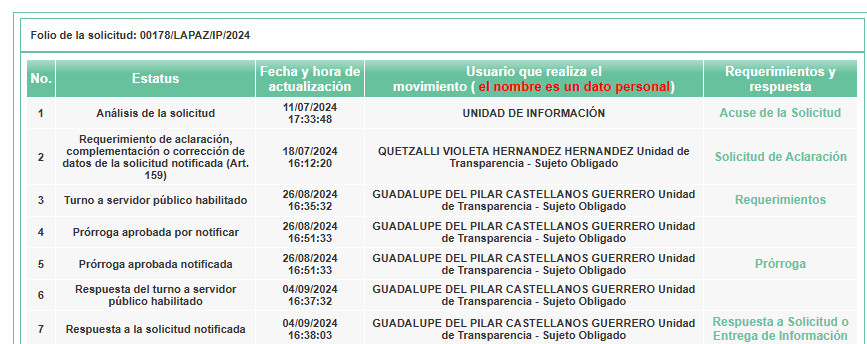 Folio de la solicitud: 00178/LAPAZ/IP/2024
No.
Estatus
Fecha y hora de
actualización
Usuario que realiza el
movimiento ( el nombre es un dato personal)
Requerimientos y
respuesta
1
Análisis de la solicitud
11/07/2024
17:33:48
UNIDAD DE INFORMACIÓN
Acuse de la Solicitud
2
Requerimiento de aclaración,
complementación o corrección de
datos de la solicitud notificada (Art.
159)
18/07/2024
16:12:20
QUETZALLI VIOLETA HERNANDEZ HERNANDEZ Unidad de
Transparencia - Sujeto Obligado
Solicitud de Aclaración
3
Turno a servidor público habilitado
26/08/2024
16:35:32
GUADALUPE DEL PILAR CASTELLANOS GUERRERO Unidad
de Transparencia - Sujeto Obligado
Requerimientos
4
Prórroga aprobada por notificar
26/08/2024
16:51:33
GUADALUPE DEL PILAR CASTELLANOS GUERRERO Unidad
de Transparencia - Sujeto Obligado
5
Prórroga aprobada notificada
26/08/2024
16:51:33
GUADALUPE DEL PILAR CASTELLANOS GUERRERO Unidad
de Transparencia - Sujeto Obligado
Prórroga
6
Respuesta del turno a servidor
público habilitado
04/09/2024
16:37:32
GUADALUPE DEL PILAR CASTELLANOS GUERRERO Unidad
de Transparencia - Sujeto Obligado
7
Respuesta a la solicitud notificada
04/09/2024
16:38:03
GUADALUPE DEL PILAR CASTELLANOS GUERRERO Unidad
de Transparencia - Sujeto Obligado
Respuesta a Solicitud o
Entrega de Información